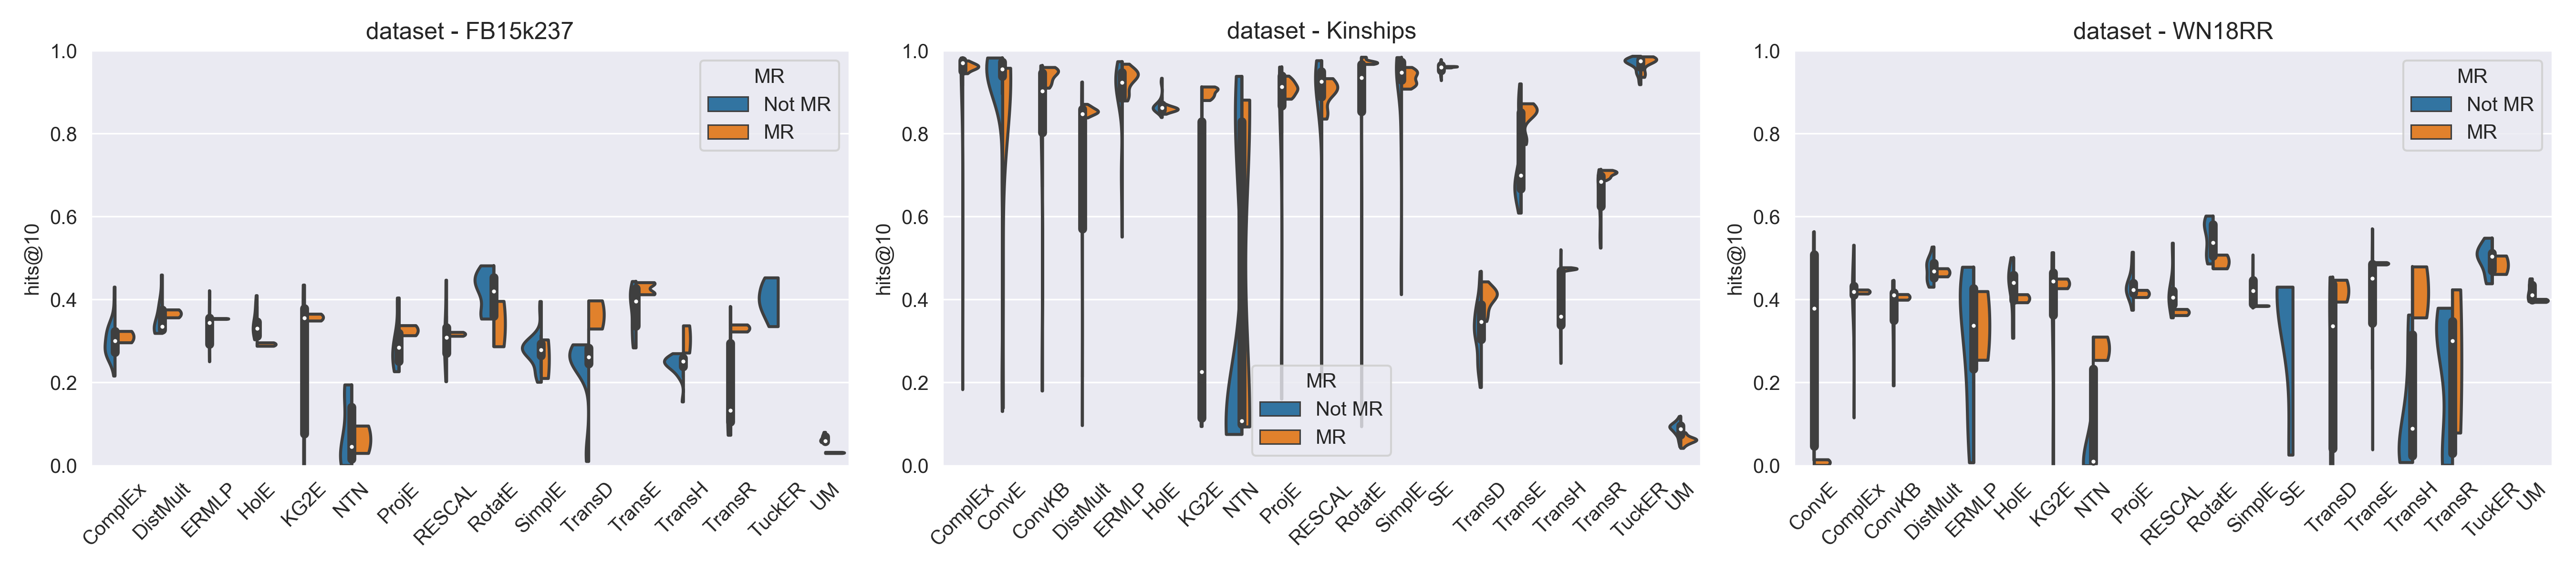 dataset - FB15k237
hits@10
1.0
0.8
0.6
0.4
0.2
0.0
MR
Not MR
MR
ComplEx
DistMult
ERMLP
HolE
KG2E
NTN
ProjE
RESCAL
RotatE
SimplE
TransD
TransE
TransH
TransR
TuckER
UM
dataset - Kinships
hits@10
1.0
0.8
0.6
0.4
0.2
0.0
MR
Not MR
MR
ComplEx
ConvE
ConvKB
DistMult
ERMLP
HolE
KG2E
NTN
ProjE
RESCAL
RotatE
SimplE
SE
TransD
TransE
TransH
TransR
TuckER
UM
dataset - WN18RR
hits@10
1.0
0.8
0.6
0.4
0.2
0.0
MR
Not MR
MR
ConvE
ComplEx
ConvKB
DistMult
ERMLP
HolE
KG2E
NTN
ProjE
RESCAL
RotatE
SimplE
SE
TransD
TransE
TransH
TransR
TuckER
UM